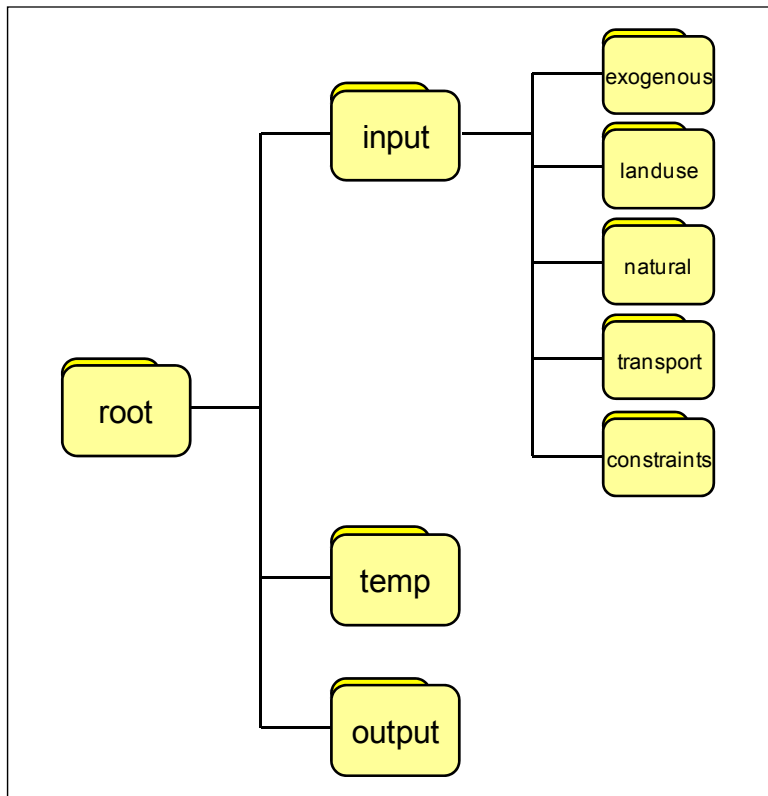 root
input
exogenous
landuse
natural
transport
constraints
temp
output